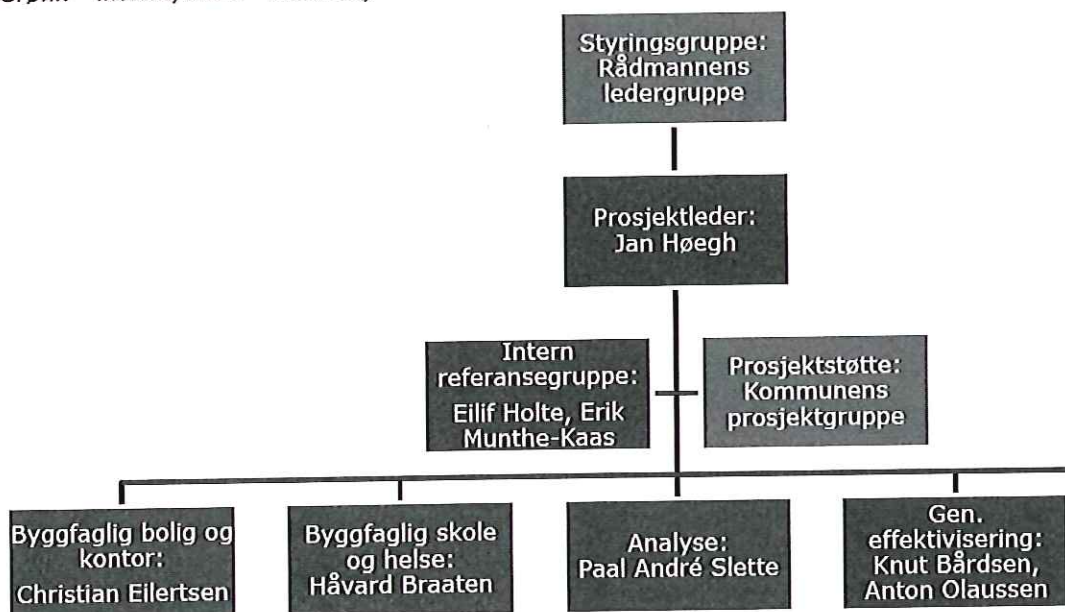 Styringsgruppe:
Rådmannens
ledergruppe
Prosjektleder:
Jan Høegh
Intern
referansegruppe:
Eilif Holte, Erik
Munthe-Kaas
Prosjektstøtte:
Kommunens
prosjektgruppe
Byggfaglig bolig og
kontor:
Christian Eilertsen
Byggfaglig skole
og helse:
Håvard Braaten
Analyse:
Paal André Slette
Gen.
effektivisering:
Knut Bårdsen,
Anton Olaussen